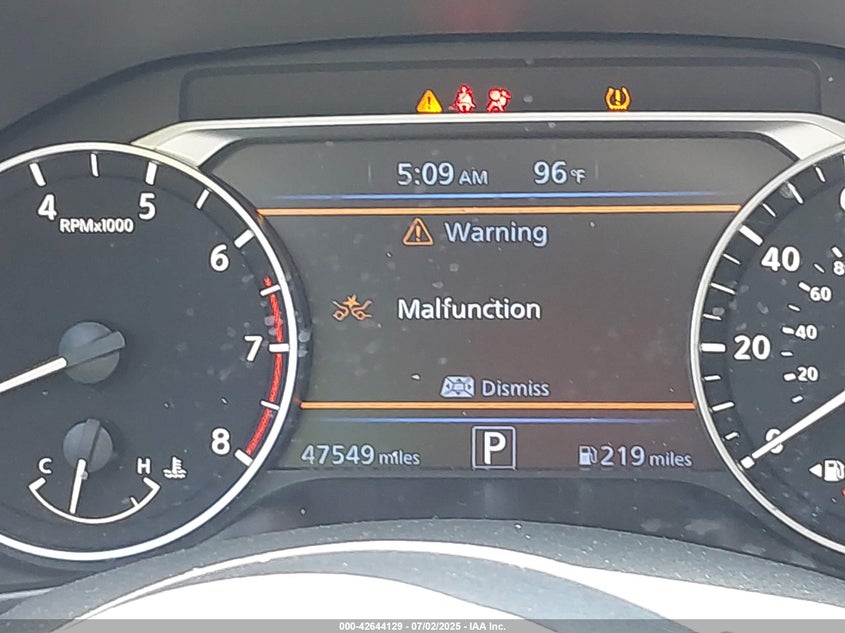 5:09 AM 96°F
4 5
RPMx1000
Warning
6
40
60
Malfunction
40
7
20
20
Dismiss
8
0
C H
47549 miles P 219 miles
000-42644129 - 07/02/2025 - IAA Inc.